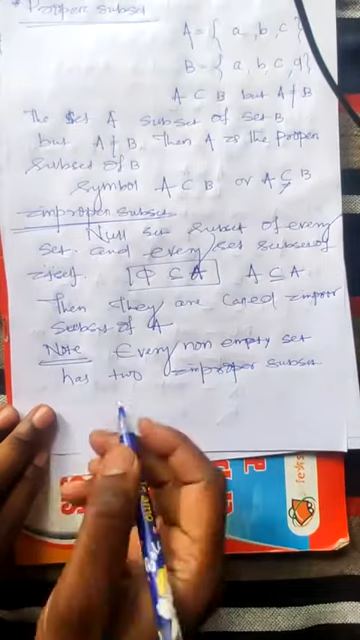 * Proper subset
A = { a, b, c }
B = { a, b, c, d }
A ⊂ B but A ≠ B
The Set A subset of set B
but A ≠ B. Then A is the proper
subset of B
Symbol A ⊂ B or A ⊊ B
improper subset
Null set subset of every
set and every set subset of
itself. ϕ ⊆ A A ⊆ A
Then they are caned impror
subset of A
Note Every non empty set
has two improper subset